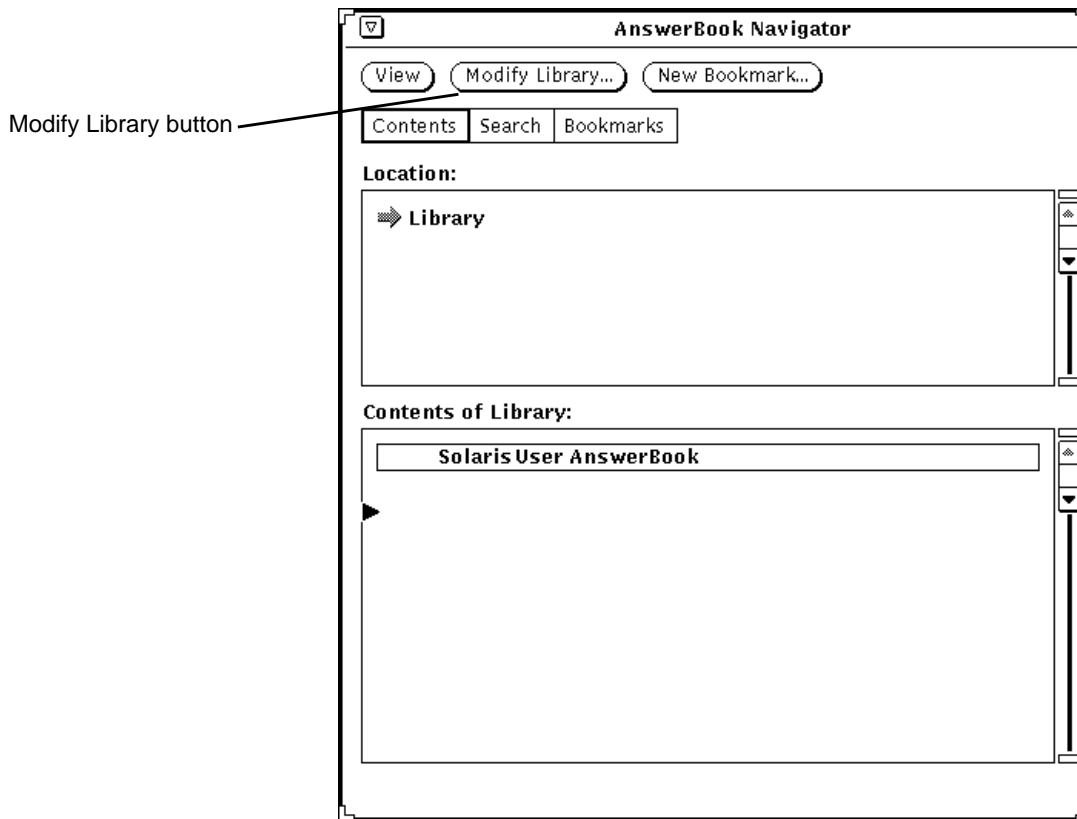 AnswerBook Navigator
View Modify Library... New Bookmark...
Modify Library button
Contents Search Bookmarks
Location:
Library
Contents of Library:
Solaris User AnswerBook